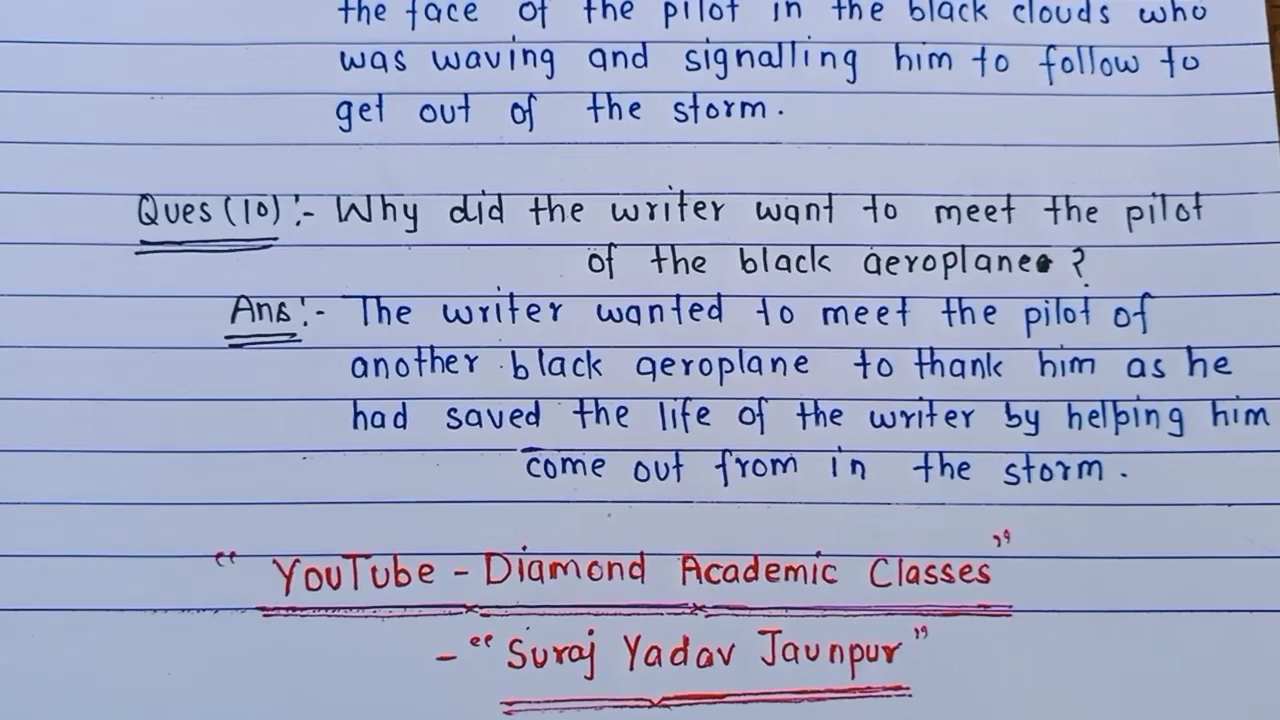 the face of the pilot in the black clouds who
was waving and signalling him to follow to
get out of the storm.
Ques (10) :- Why did the writer want to meet the pilot
of the black aeroplane ?
Ans :- The writer wanted to meet the pilot of
another black aeroplane to thank him as he
had saved the life of the writer by helping him
come out from in the storm.
"YouTube - Diamond Academic Classes"
- "Suraj Yadav Jaunpur"